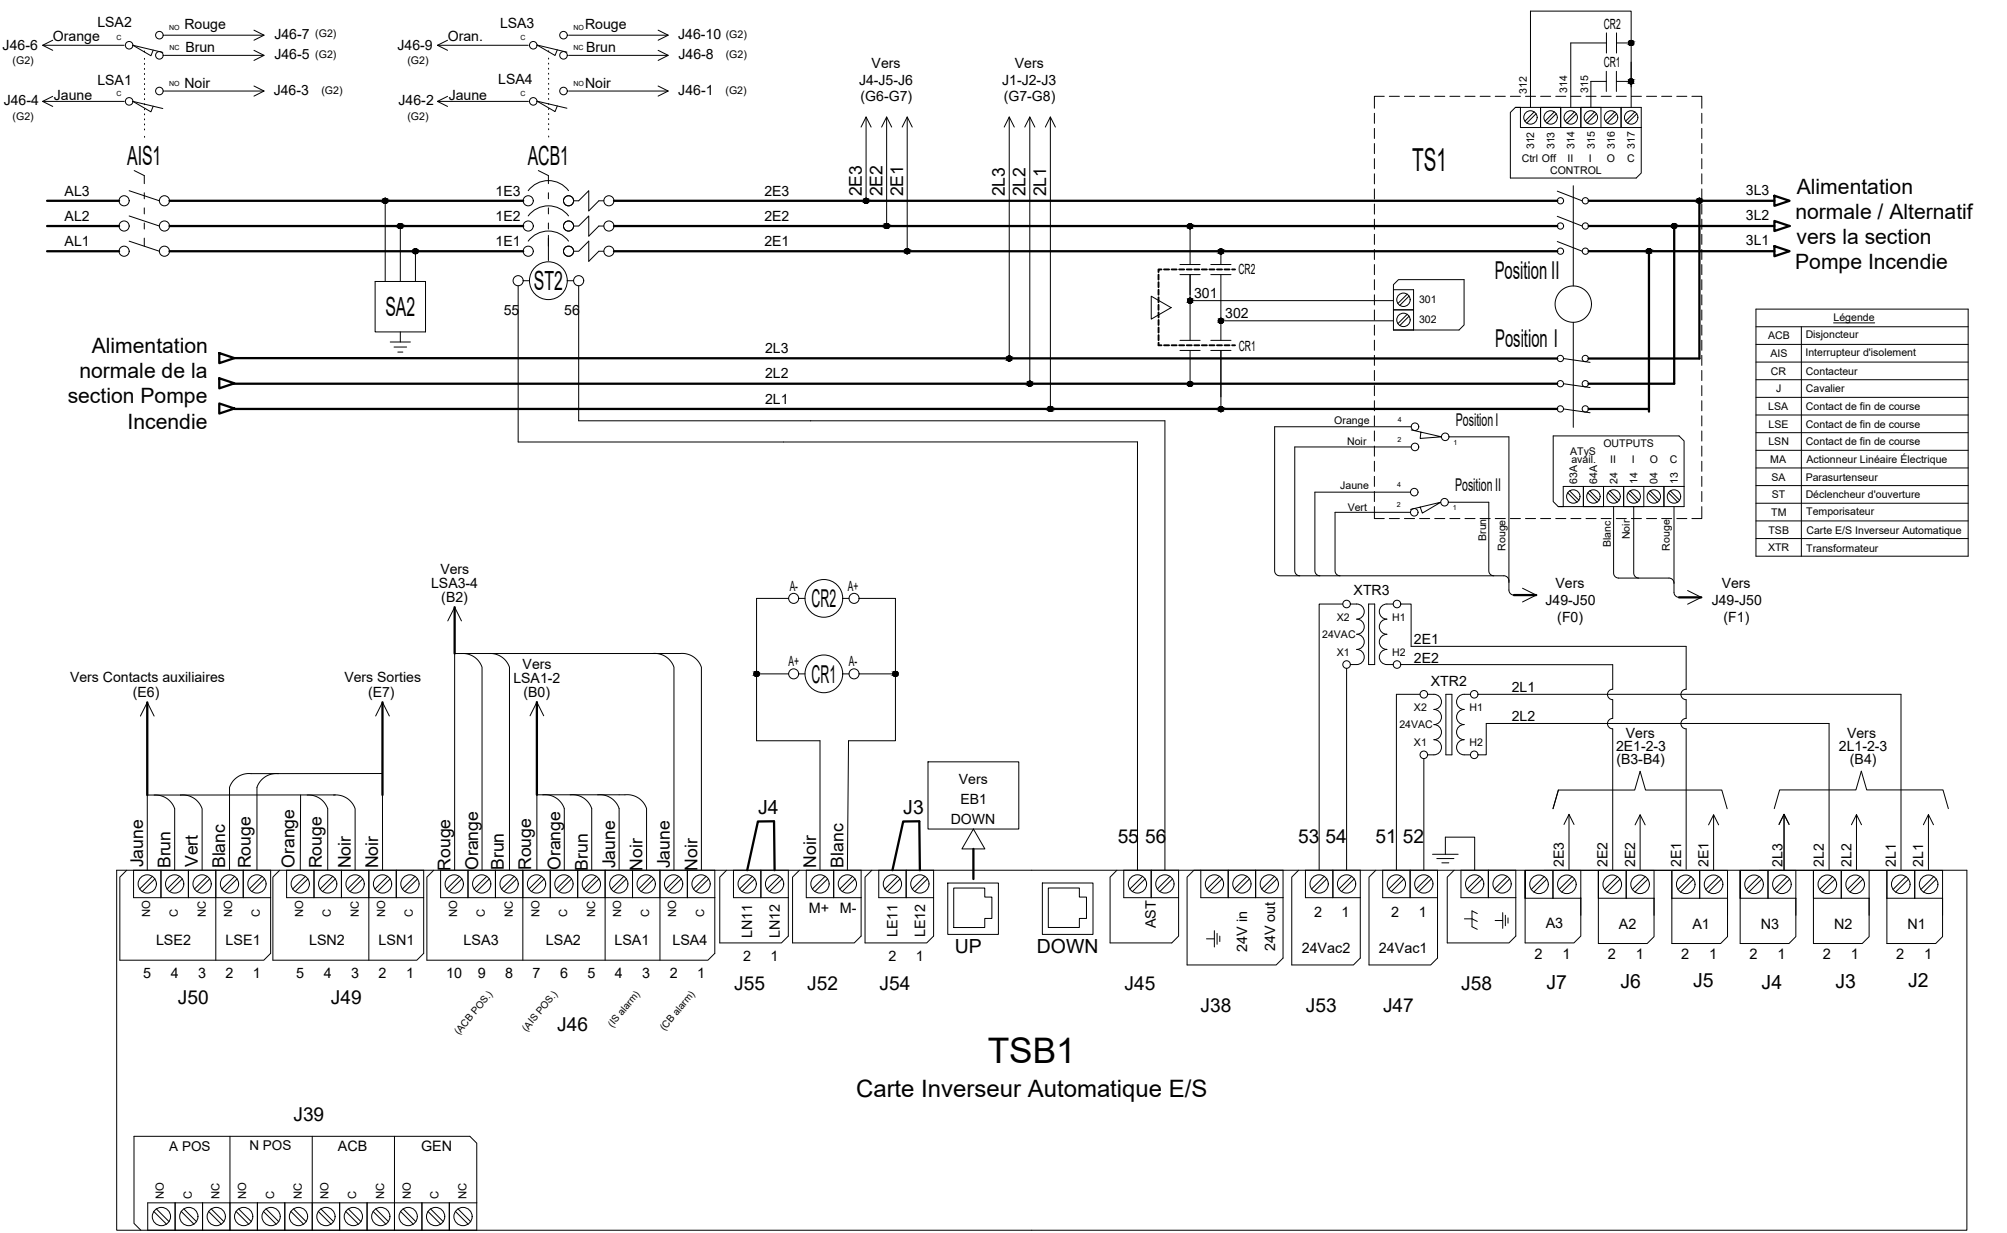 LSA2
NO Rouge
J46-7 (G2)
J46-6
Orange
C
NC Brun
J46-5 (G2)
(G2)
LSA1
NO Noir
J46-3 (G2)
J46-4
Jaune
C
(G2)
LSA3
NO Rouge
J46-10 (G2)
J46-9
Oran.
C
NC Brun
J46-8 (G2)
(G2)
LSA4
NO Noir
J46-1 (G2)
J46-2
Jaune
C
(G2)
Vers
J4-J5-J6
(G6-G7)
Vers
J1-J2-J3
(G7-G8)
2E3
2E2
2E1
2L3
2L2
2L1
CR2
CR1
312
314
315
312 313 314 315 316 317
Ctrl Off II I O C
CONTROL
TS1
AIS1
ACB1
AL3
AL2
AL1
1E3
1E2
1E1
2E3
2E2
2E1
3L3
3L2
3L1
Alimentation
normale / Alternatif
vers la section
Pompe Incendie
SA2
ST2
55
56
CR2
301
302
CR1
301
302
Position II
Position I
Alimentation
normale de la
section Pompe
Incendie
2L3
2L2
2L1
Légende
ACB Disjoncteur
AIS Interrupteur d'isolement
CR Contacteur
J Cavalier
LSA Contact de fin de course
LSE Contact de fin de course
LSN Contact de fin de course
MA Actionneur Linéaire Électrique
SA Parasurtenseur
ST Déclencheur d'ouverture
TM Temporisateur
TSB Carte E/S Inverseur Automatique
XTR Transformateur
Orange
4
Position I
Noir
2
1
Jaune
4
Position II
Vert
2
1
Brun
Rouge
OUTPUTS
ATyS
avail. II I O C
63A 64A 24 14 04 13
Blanc
Noir
Rouge
Vers
J49-J50
(F0)
Vers
J49-J50
(F1)
XTR3
X2 H1
24VAC
X1 H2
2E1
2E2
XTR2
X2 H1
24VAC
X1 H2
2L1
2L2
Vers
2E1-2-3
(B3-B4)
Vers
2L1-2-3
(B4)
Vers
LSA3-4
(B2)
Vers
LSA1-2
(B0)
Vers Contacts auxiliaires
(E6)
Vers Sorties
(E7)
A- CR2 A+
A+ CR1 A-
Vers
EB1
DOWN
J4
J3
55 56
53 54
51 52
Jaune Brun Vert Blanc Rouge Orange Rouge Noir Noir
Rouge Orange Brun Rouge Orange Brun Jaune Noir Jaune Noir
Noir Blanc
2E3 2E2 2E2 2E1 2E1 2L3 2L2 2L2 2L1 2L1
NO C NC NO C
LSE2 LSE1
5 4 3 2 1
J50
NO C NC NO C
LSN2 LSN1
5 4 3 2 1
J49
NO C NC NO C NC NO C NO C
LSA3 LSA2 LSA1 LSA4
10 9 8 7 6 5 4 3 2 1
(ACB POS.) (AIS POS.) (IS alarm) (CB alarm)
J46
LN11 LN12
2 1
J55
M+ M-
J52
LE11 LE12
2 1
J54
UP
DOWN
AST
J45
24V in 24V out
J38
2 1
24Vac2
J53
2 1
24Vac1
J47
J58
A3
2 1
J7
A2
2 1
J6
A1
2 1
J5
N3
2 1
J4
N2
2 1
J3
N1
2 1
J2
TSB1
Carte Inverseur Automatique E/S
J39
A POS N POS ACB GEN
NO C NC NO C NC NO C NC NO C NC